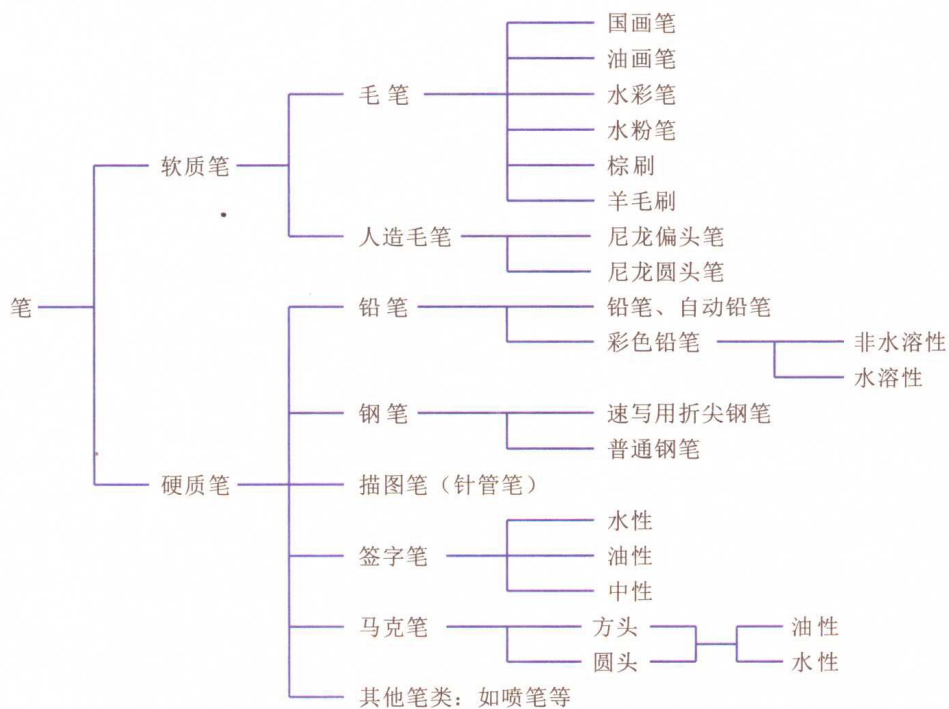 国画笔
油画笔
毛笔
水彩笔
水粉笔
软质笔
棕刷
羊毛刷
人造毛笔
尼龙偏头笔
尼龙圆头笔
笔
铅笔
铅笔、自动铅笔
彩色铅笔
非水溶性
水溶性
钢笔
速写用折尖钢笔
普通钢笔
硬质笔
描图笔（针管笔）
水性
签字笔
油性
中性
马克笔
方头
油性
圆头
水性
其他笔类：如喷笔等